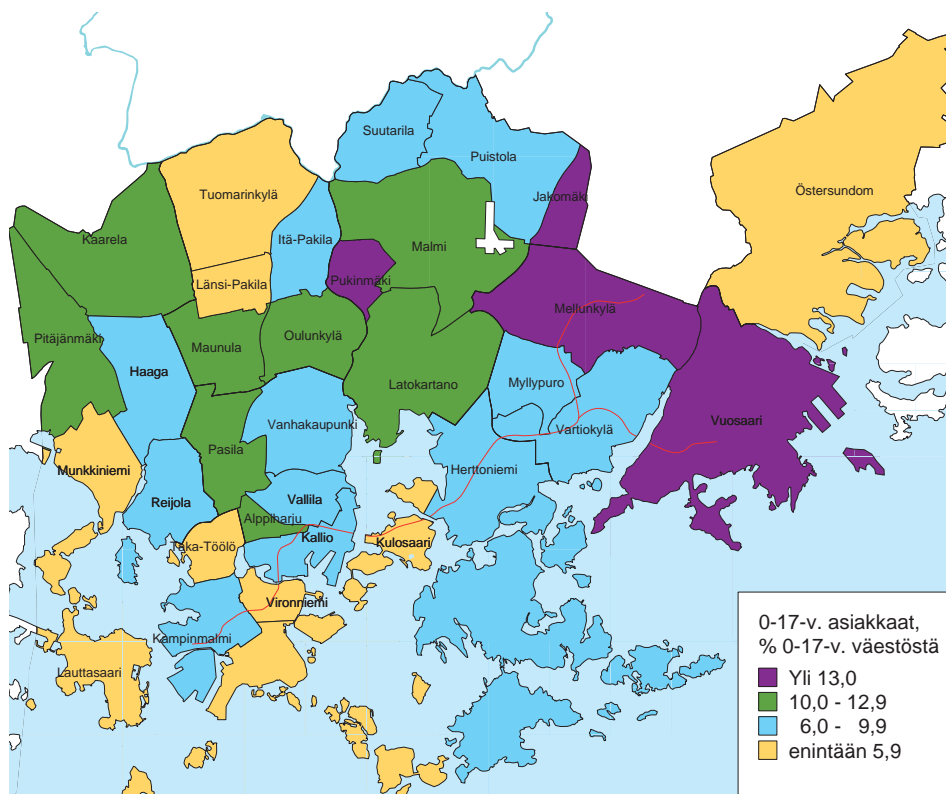 Suutarila
Puistola
Tuomarinkylä
Jakomäki
Östersundom
Kaarela
Itä-Pakila
Malmi
Länsi-Pakila
Pukinmäki
Mellunkylä
Pitäjänmäki
Maunula
Oulunkylä
Haaga
Latokartano
Myllypuro
Vuosaari
Vanhakaupunki
Vartiokylä
Pasila
Munkkiniemi
Herttoniemi
Reijola
Vallila
Alppiharju
Kallio
Taka-Töölö
Kulosaari
Vironniemi
Kampinmalmi
Lauttasaari
0-17-v. asiakkaat,
% 0-17-v. väestöstä
Yli 13,0
10,0 - 12,9
6,0 - 9,9
enintään 5,9